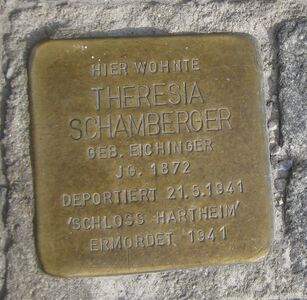 HIER WOHNTE
THERESIA
SCHAMBERGER
GEB. EICHINGER
JG. 1872
DEPORTIERT 21.5.1941
'SCHLOSS HARTHEIM'
ERMORDET 1941